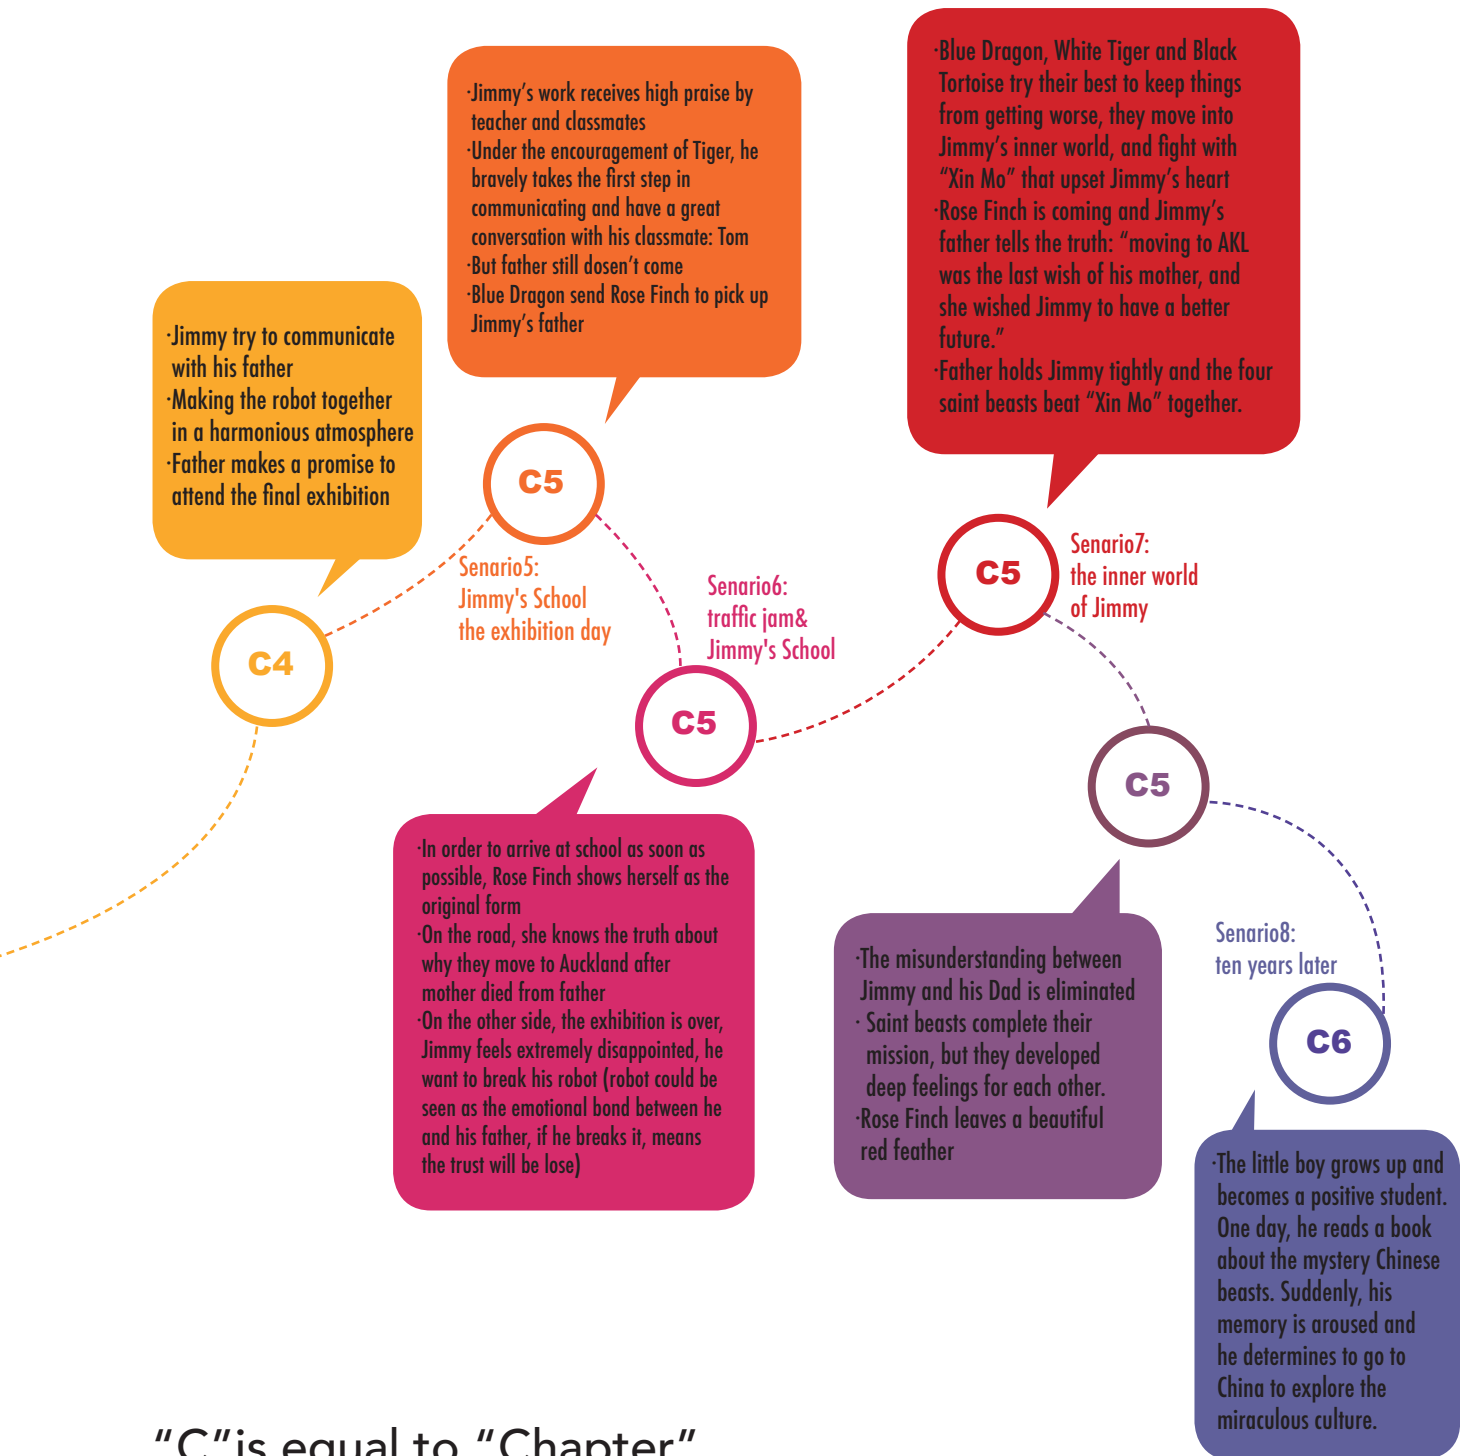 ·Jimmy try to communicate
with his father
·Making the robot together
in a harmonious atmosphere
·Father makes a promise to
attend the final exhibition
C4
·Jimmy's work receives high praise by
teacher and classmates
·Under the encouragement of Tiger, he
bravely takes the first step in
communicating and have a great
conversation with his classmate: Tom
·But father still dosen't come
·Blue Dragon send Rose Finch to pick up
Jimmy's father
C5
Senario5:
Jimmy's School
the exhibition day
Senario6:
traffic jam&
Jimmy's School
C5
·In order to arrive at school as soon as
possible, Rose Finch shows herself as the
original form
·On the road, she knows the truth about
why they move to Auckland after
mother died from father
·On the other side, the exhibition is over,
Jimmy feels extremely disappointed, he
want to break his robot (robot could be
seen as the emotional bond between he
and his father, if he breaks it, means
the trust will be lose)
·Blue Dragon, White Tiger and Black
Tortoise try their best to keep things
from getting worse, they move into
Jimmy's inner world, and fight with
“Xin Mo” that upset Jimmy's heart
·Rose Finch is coming and Jimmy's
father tells the truth: “moving to AKL
was the last wish of his mother, and
she wished Jimmy to have a better
future.”
·Father holds Jimmy tightly and the four
saint beasts beat “Xin Mo” together.
C5
Senario7:
the inner world
of Jimmy
C5
·The misunderstanding between
Jimmy and his Dad is eliminated
· Saint beasts complete their
mission, but they developed
deep feelings for each other.
·Rose Finch leaves a beautiful
red feather
Senario8:
ten years later
C6
·The little boy grows up and
becomes a positive student.
One day, he reads a book
about the mystery Chinese
beasts. Suddenly, his
memory is aroused and
he determines to go to
China to explore the
miraculous culture.
“C”is equal to “Chapter”